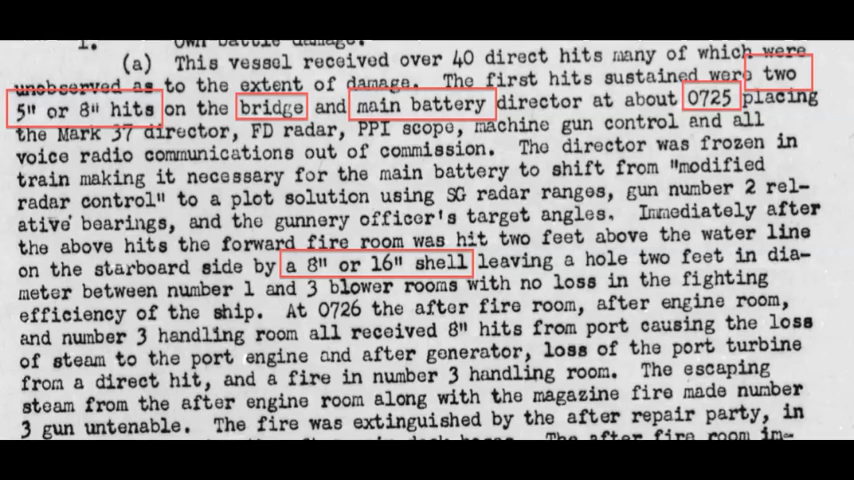 1. Own battle damage.
(a) This vessel received over 40 direct hits many of which were
unobserved as to the extent of damage. The first hits sustained were two
5" or 8" hits on the bridge and main battery director at about 0725 placing
the Mark 37 director, FD radar, PPI scope, machine gun control and all
voice radio communications out of commission. The director was frozen in
train making it necessary for the main battery to shift from "modified
radar control" to a plot solution using SG radar ranges, gun number 2 rel-
ative bearings, and the gunnery officer's target angles. Immediately after
the above hits the forward fire room was hit two feet above the water line
on the starboard side by a 8" or 16" shell leaving a hole two feet in dia-
meter between number 1 and 3 blower rooms with no loss in the fighting
efficiency of the ship. At 0726 the after fire room, after engine room,
and number 3 handling room all received 8" hits from port causing the loss
of steam to the port engine and after generator, loss of the port turbine
from a direct hit, and a fire in number 3 handling room. The escaping
steam from the after engine room along with the magazine fire made number
3 gun untenable. The fire was extinguished by the after repair party, in
The after fire room im-